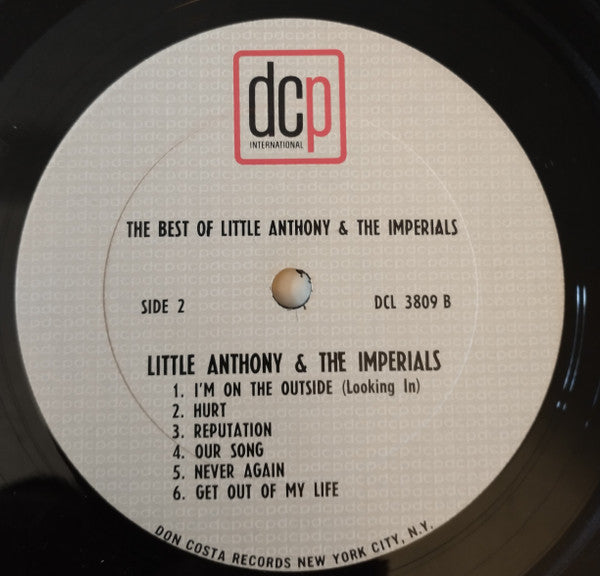 dcp
INTERNATIONAL
THE BEST OF LITTLE ANTHONY & THE IMPERIALS
SIDE 2
DCL 3809 B
LITTLE ANTHONY & THE IMPERIALS
1. I'M ON THE OUTSIDE (Looking In)
2. HURT
3. REPUTATION
4. OUR SONG
5. NEVER AGAIN
6. GET OUT OF MY LIFE
DON COSTA RECORDS NEW YORK CITY, N.Y.